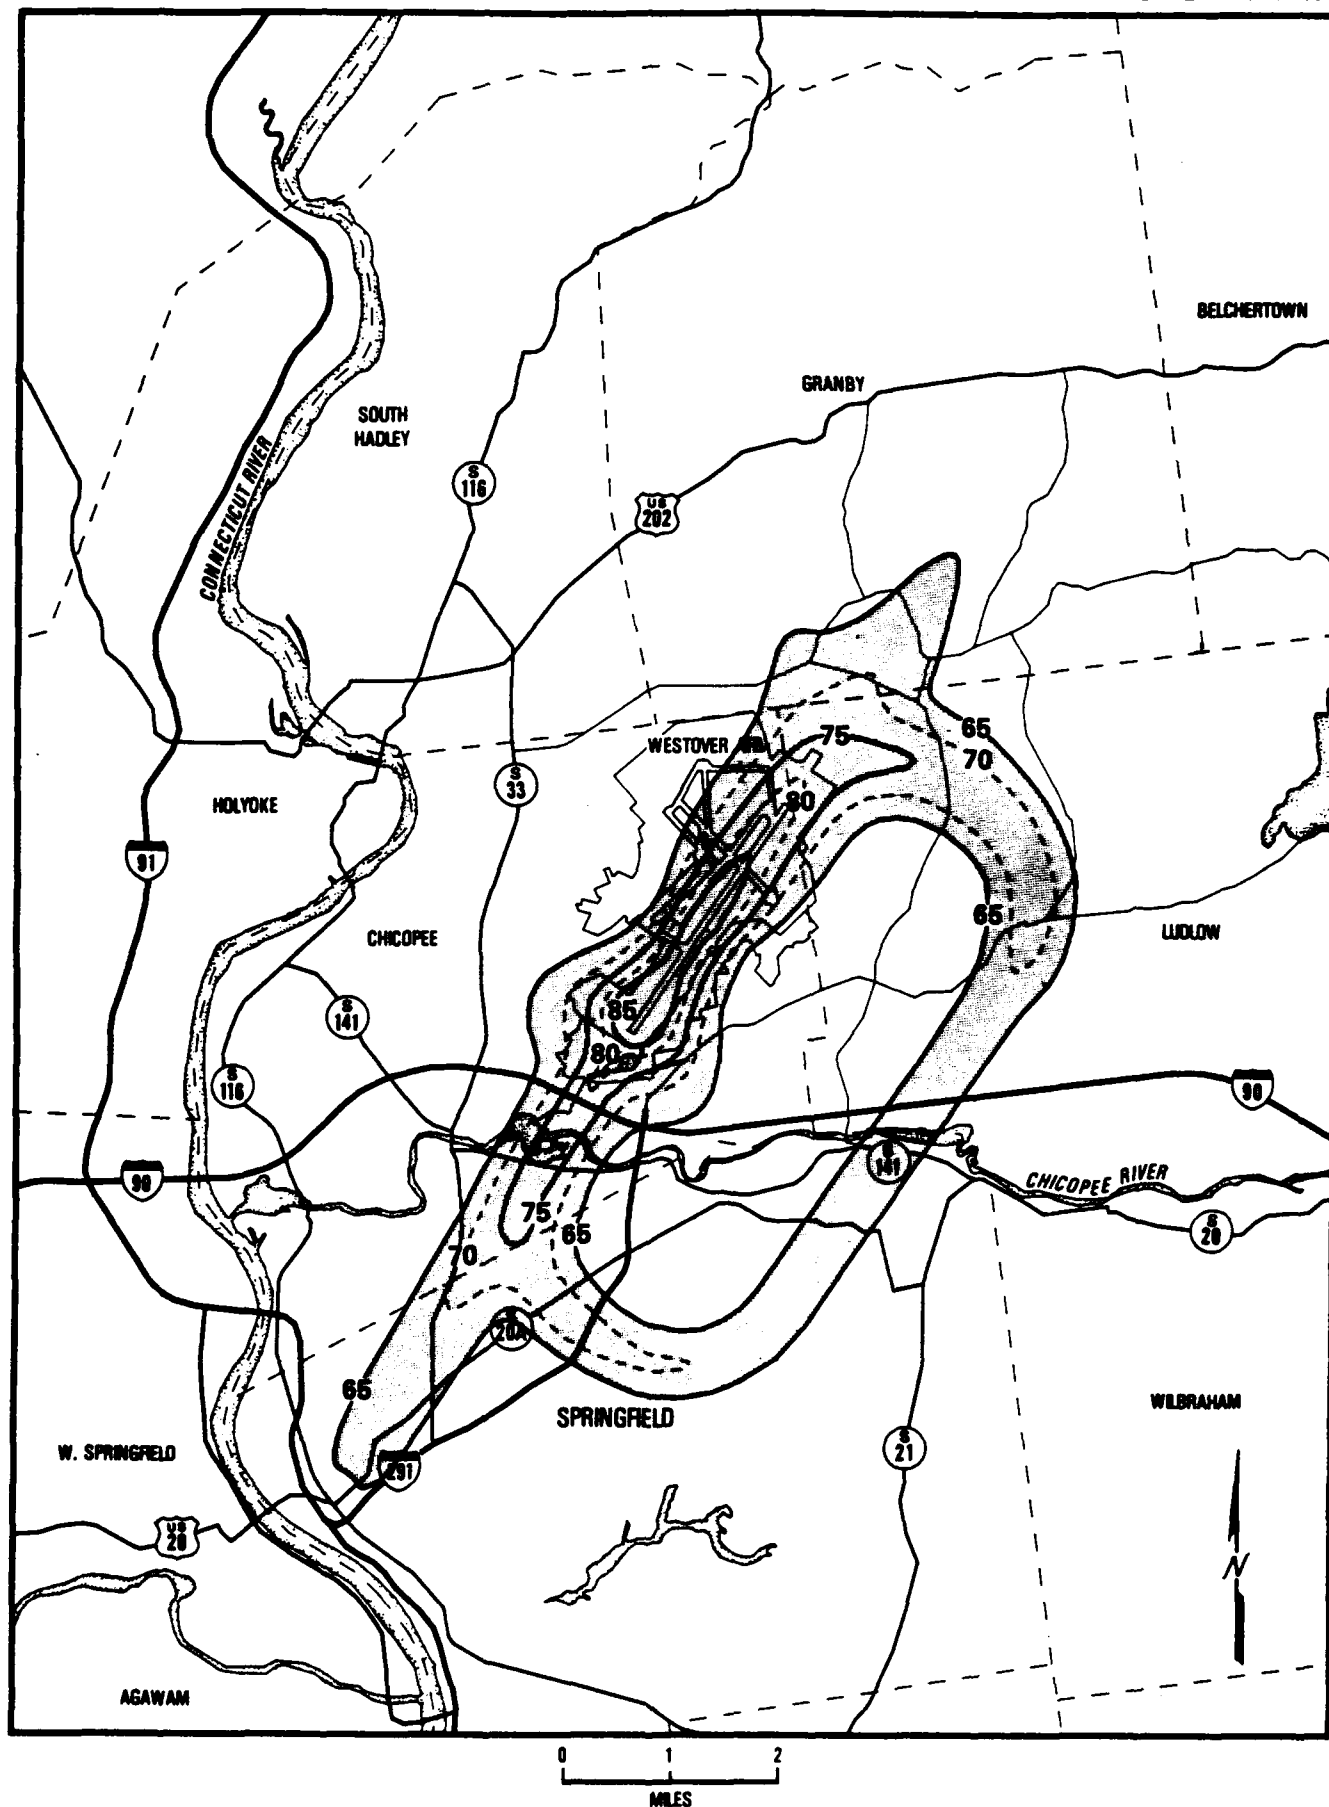 BELCHERTOWN
GRANBY
SOUTH
HADLEY
CONNECTICUT RIVER
S
116
US
202
65
70
75
WESTOVER
80
S
33
HOLYOKE
91
65
CHICOPEE
LUDLOW
85
S
141
80
S
116
90
90
141
CHICOPEE RIVER
75
65
70
S
20
20A
65
SPRINGFIELD
WILBRAHAM
W. SPRINGFIELD
S
21
291
US
20
N
AGAWAM
0 1 2
MILES